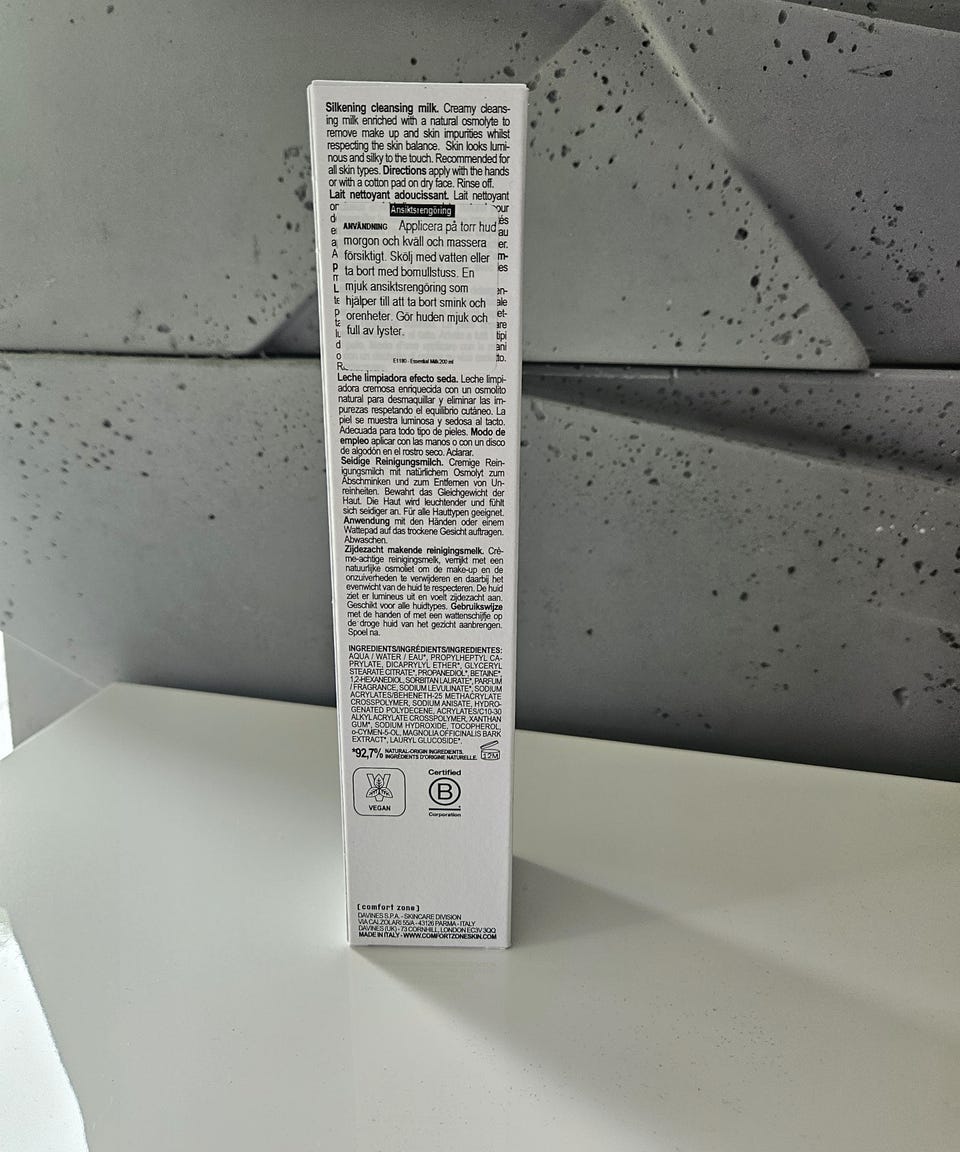 Silkening cleansing milk. Creamy cleans-
ing milk enriched with a natural osmolyte to
remove make up and skin impurities whilst
respecting the skin balance. Skin looks lumi-
nous and silky to the touch. Recommended for
all skin types. Directions apply with the hands
or with a cotton pad on dry face. Rinse off.
Lait nettoyant adoucissant. Lait nettoyant
Ansiktsrengöring
ANVÄNDNING Applicera på torr hud
morgon och kväll och massera
försiktigt. Skölj med vatten eller
ta bort med bomullstuss. En
mjuk ansiktsrengöring som
hjälper till att ta bort smink och
orenheter. Gör huden mjuk och
full av lyster.
E1180 - Essential Milk 200 ml
Leche limpiadora efecto seda. Leche limpi-
adora cremosa enriquecida con un osmolito
natural para desmaquillar y eliminar las im-
purezas respetando el equilibrio cutáneo. La
piel se muestra luminosa y sedosa al tacto.
Adecuada para todo tipo de pieles. Modo de
empleo aplicar con las manos o con un disco
de algodón en el rostro seco. Aclarar.
Seidige Reinigungsmilch. Cremige Rein-
igungsmilch mit natürlichem Osmolyt zum
Abschminken und zum Entfernen von Un-
reinheiten. Bewahrt das Gleichgewicht der
Haut. Die Haut wird leuchtender und fühlt
sich seidiger an. Für alle Hauttypen geeignet.
Anwendung mit den Händen oder einem
Wattepad auf das trockene Gesicht auftragen.
Abwaschen.
Zijdezacht makende reinigingsmelk. Crè-
me-achtige reinigingsmelk, verrijkt met een
natuurlijke osmoliet om de make-up en de
onzuiverheden te verwijderen en daarbij het
evenwicht van de huid te respecteren. De huid
ziet er lumineus uit en voelt zijdezacht aan.
Geschikt voor alle huidtypes. Gebruikswijze
met de handen of met een wattenschijfje op
de droge huid van het gezicht aanbrengen.
Spoel na.
INGREDIENTS/INGRÉDIENTS/INGREDIENTES:
AQUA / WATER / EAU*, PROPYLHEPTYL CA-
PRYLATE, DICAPRYLYL ETHER*, GLYCERYL
STEARATE CITRATE*, PROPANEDIOL*, BETAINE*,
1,2-HEXANEDIOL, SORBITAN LAURATE*, PARFUM
/ FRAGRANCE, SODIUM LEVULINATE*, SODIUM
ACRYLATES/BEHENETH-25 METHACRYLATE
CROSSPOLYMER, SODIUM ANISATE, HYDRO-
GENATED POLYDECENE, ACRYLATES/C10-30
ALKYL ACRYLATE CROSSPOLYMER, XANTHAN
GUM*, SODIUM HYDROXIDE, TOCOPHEROL,
o-CYMEN-5-OL, MAGNOLIA OFFICINALIS BARK
EXTRACT*, LAURYL GLUCOSIDE*.
*92,7% NATURAL-ORIGIN INGREDIENTS.
INGRÉDIENTS D'ORIGINE NATURELLE.
12M
VEGAN
Certified
B
Corporation
[ comfort zone ]
DAVINES S.P.A. - SKINCARE DIVISION
VIA CALZOLARI 55/A - 43126 PARMA - ITALY
DAVINES (UK) - 73 CORNHILL, LONDON EC3V 3QQ
MADE IN ITALY - WWW.COMFORTZONESKIN.COM